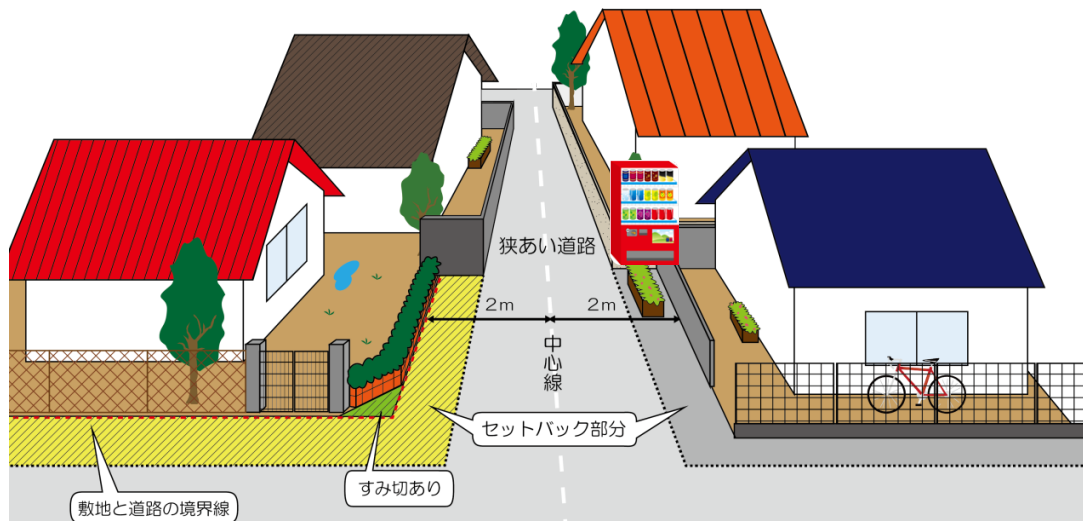 狭あい道路
2m
2m
中心線
セットバック部分
すみ切あり
敷地と道路の境界線